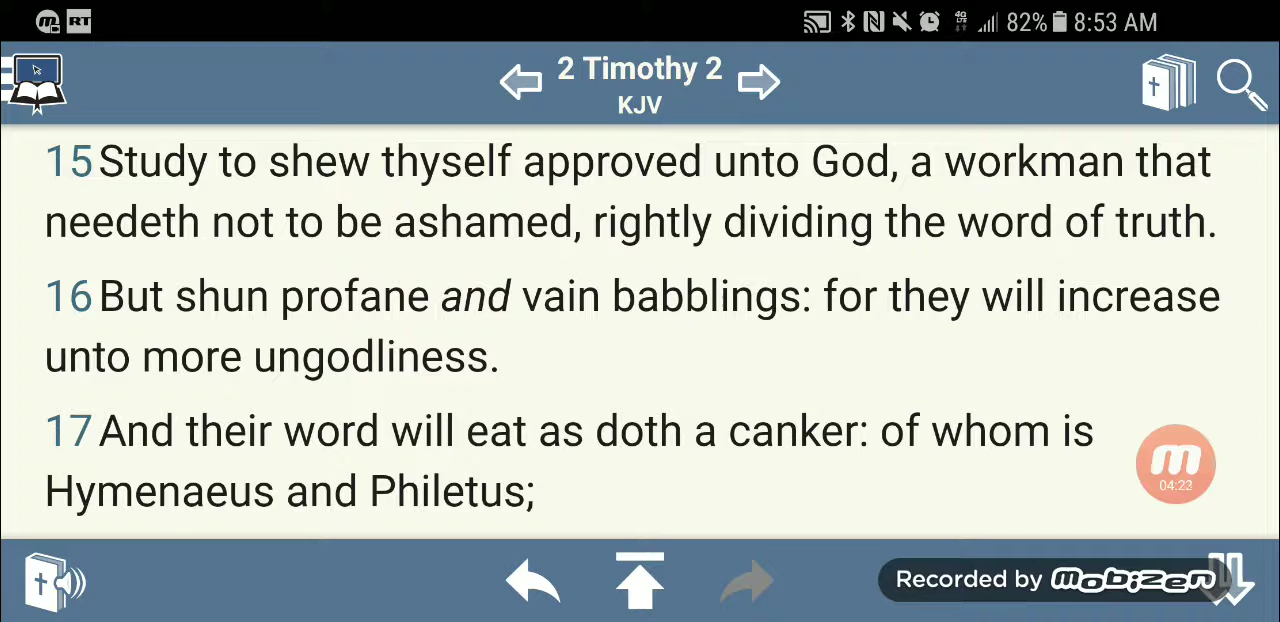 m RT 4G LTE 82% 8:53 AM
2 Timothy 2
KJV
15 Study to shew thyself approved unto God, a workman that
needeth not to be ashamed, rightly dividing the word of truth.
16 But shun profane and vain babblings: for they will increase
unto more ungodliness.
17 And their word will eat as doth a canker: of whom is
Hymenaeus and Philetus;
m
04:22
Recorded by mobizen